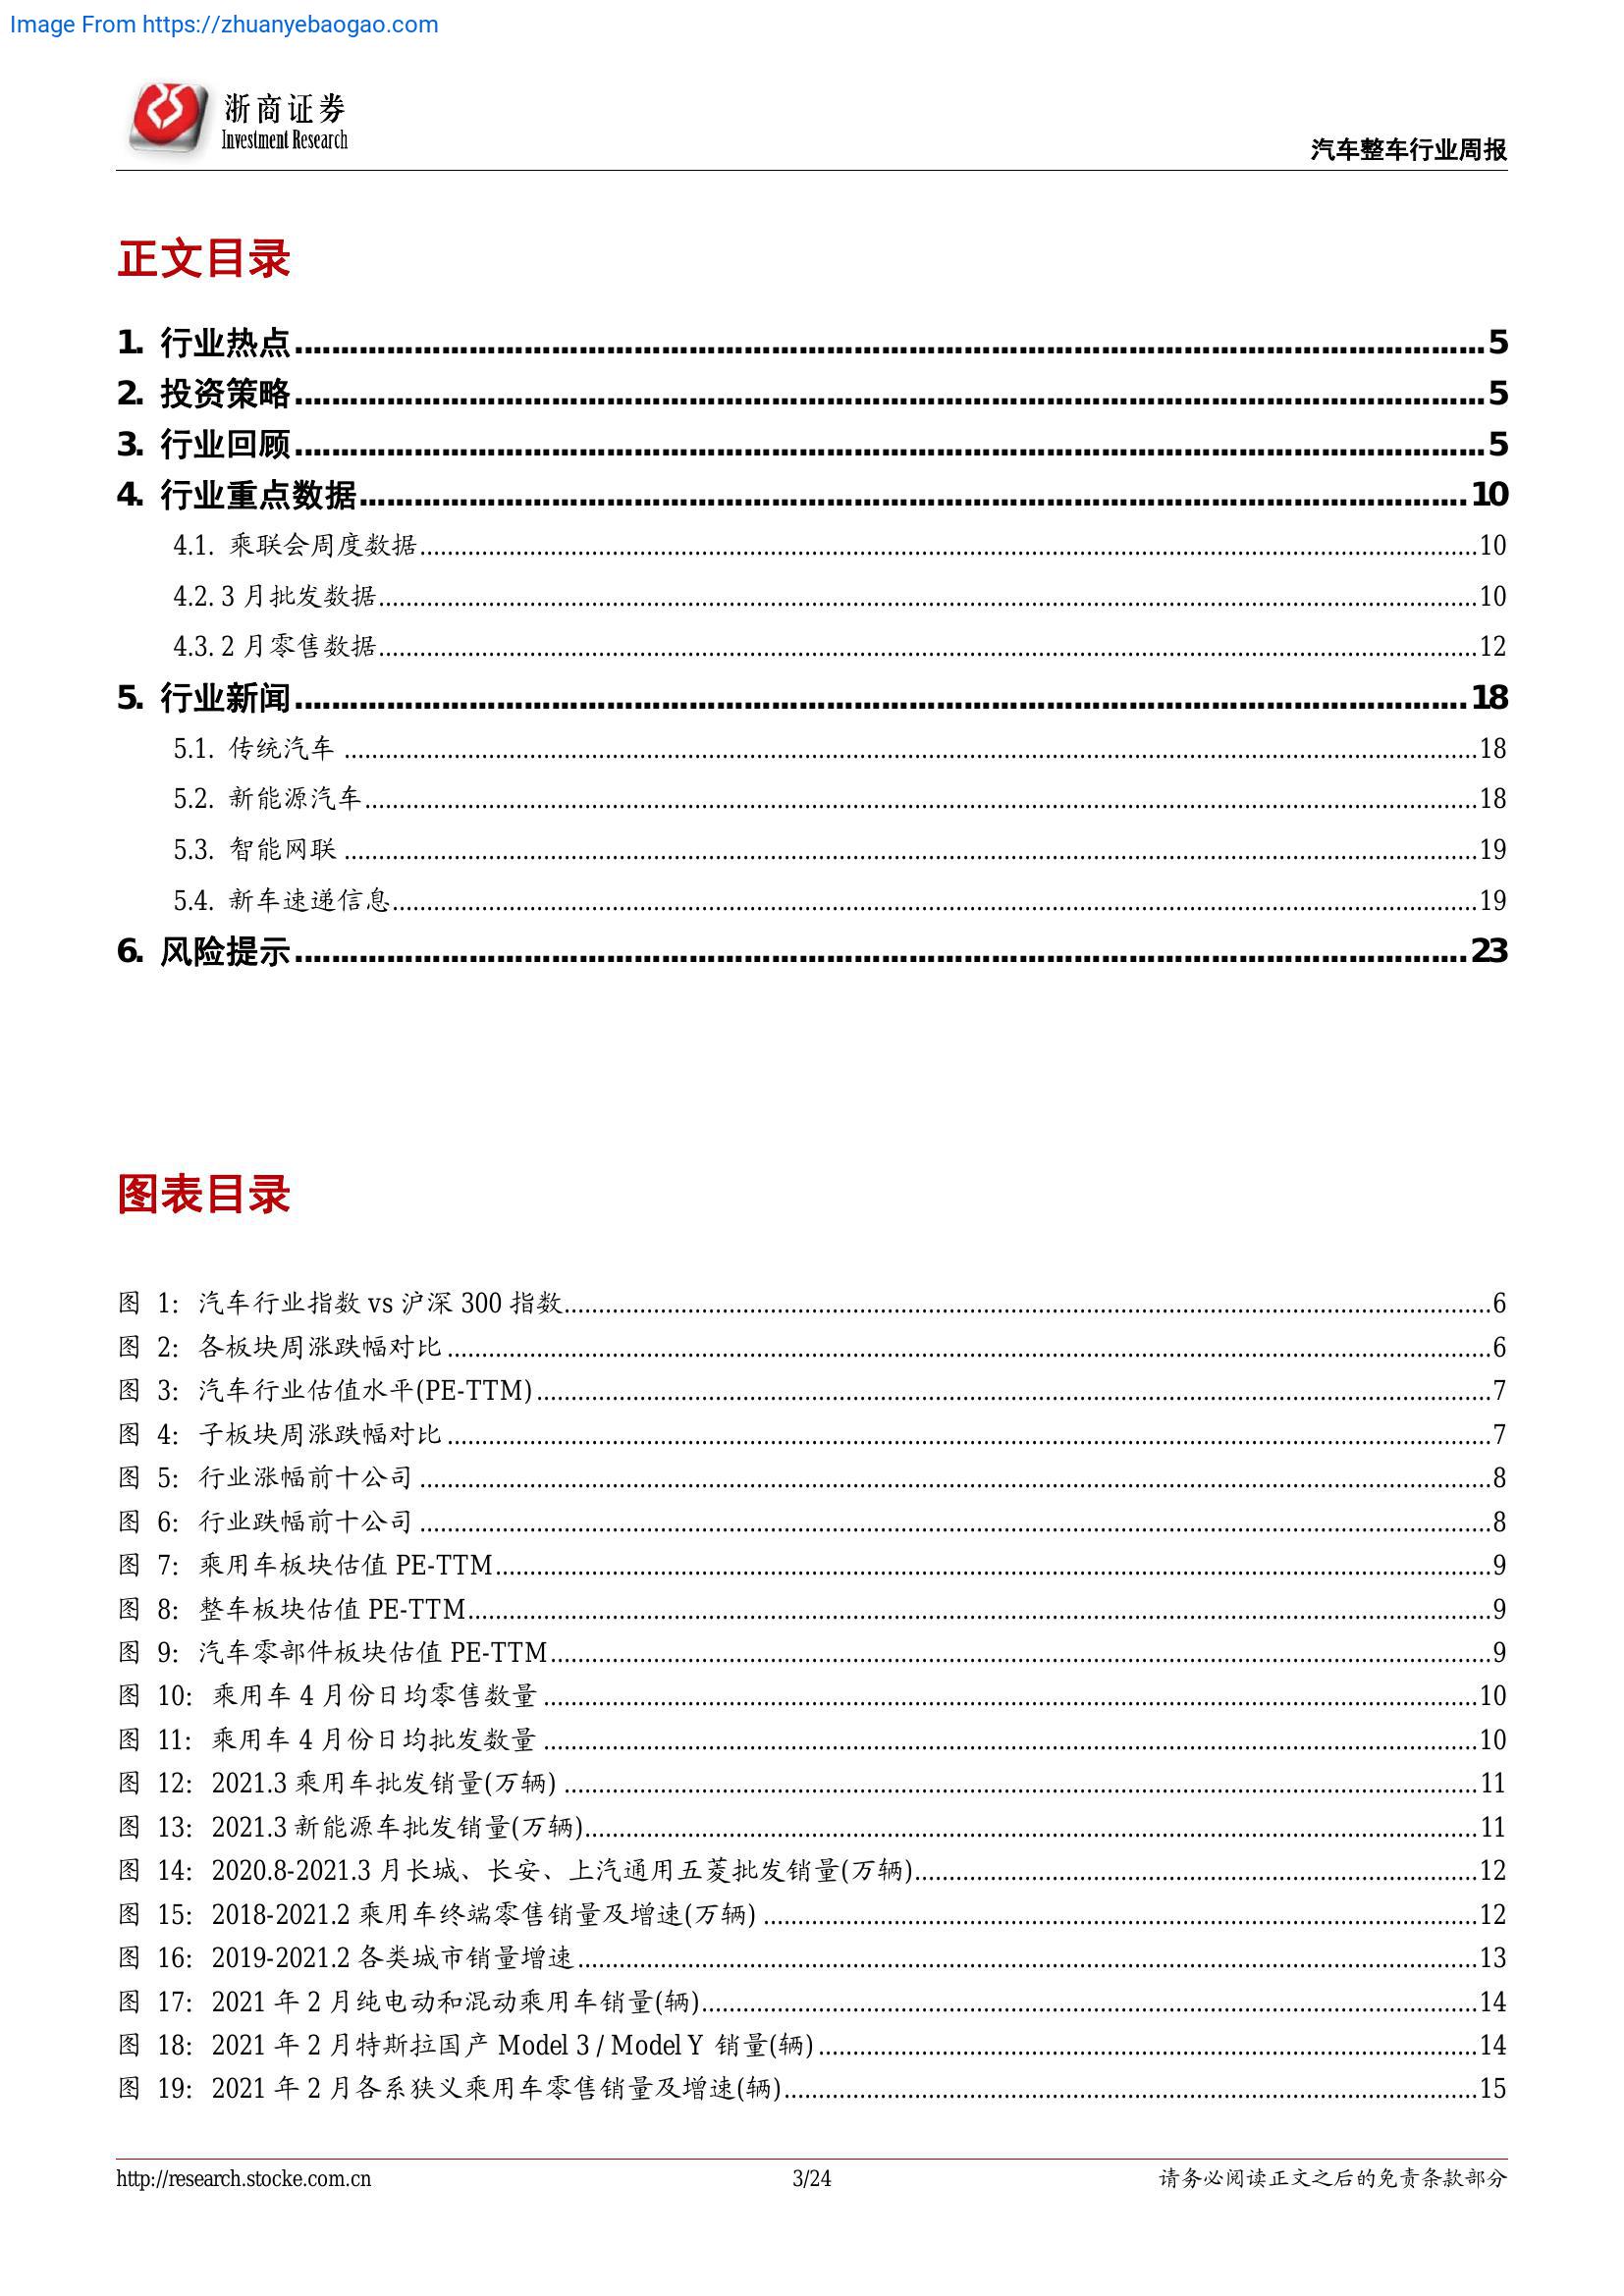 Image From https://zhuanyebaogao.com
浙商证券
Investment Research
汽车整车行业周报
正文目录
1. 行业热点 5
2. 投资策略 5
3. 行业回顾 5
4. 行业重点数据 10
4.1. 乘联会周度数据 10
4.2. 3 月批发数据 10
4.3. 2 月零售数据 12
5. 行业新闻 18
5.1. 传统汽车 18
5.2. 新能源汽车 18
5.3. 智能网联 19
5.4. 新车速递信息 19
6. 风险提示 23
图表目录
图 1: 汽车行业指数 vs 沪深 300 指数 6
图 2: 各板块周涨跌幅对比 6
图 3: 汽车行业估值水平(PE-TTM) 7
图 4: 子板块周涨跌幅对比 7
图 5: 行业涨幅前十公司 8
图 6: 行业跌幅前十公司 8
图 7: 乘用车板块估值 PE-TTM 9
图 8: 整车板块估值 PE-TTM 9
图 9: 汽车零部件板块估值 PE-TTM 9
图 10: 乘用车 4 月份日均零售数量 10
图 11: 乘用车 4 月份日均批发数量 10
图 12: 2021.3 乘用车批发销量(万辆) 11
图 13: 2021.3 新能源车批发销量(万辆) 11
图 14: 2020.8-2021.3 月长城、长安、上汽通用五菱批发销量(万辆) 12
图 15: 2018-2021.2 乘用车终端零售销量及增速(万辆) 12
图 16: 2019-2021.2 各类城市销量增速 13
图 17: 2021 年 2 月纯电动和混动乘用车销量(辆) 14
图 18: 2021 年 2 月特斯拉国产 Model 3 / Model Y 销量(辆) 14
图 19: 2021 年 2 月各系狭义乘用车零售销量及增速(辆) 15
http://research.stocke.com.cn
3/24
请务必阅读正文之后的免责条款部分